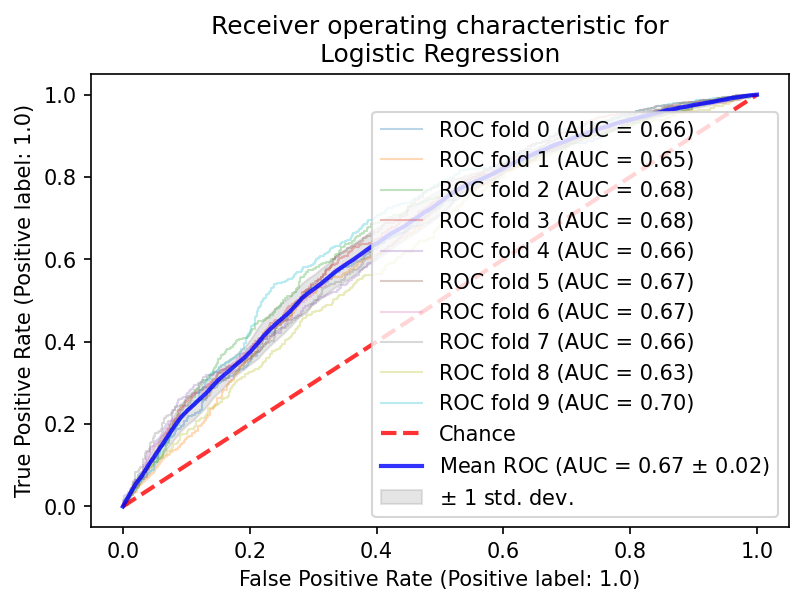 Receiver operating characteristic for
Logistic Regression
True Positive Rate (Positive label: 1.0)
1.0
0.8
0.6
0.4
0.2
0.0
ROC fold 0 (AUC = 0.66)
ROC fold 1 (AUC = 0.65)
ROC fold 2 (AUC = 0.68)
ROC fold 3 (AUC = 0.68)
ROC fold 4 (AUC = 0.66)
ROC fold 5 (AUC = 0.67)
ROC fold 6 (AUC = 0.67)
ROC fold 7 (AUC = 0.66)
ROC fold 8 (AUC = 0.63)
ROC fold 9 (AUC = 0.70)
Chance
Mean ROC (AUC = 0.67 ± 0.02)
± 1 std. dev.
0.0 0.2 0.4 0.6 0.8 1.0
False Positive Rate (Positive label: 1.0)